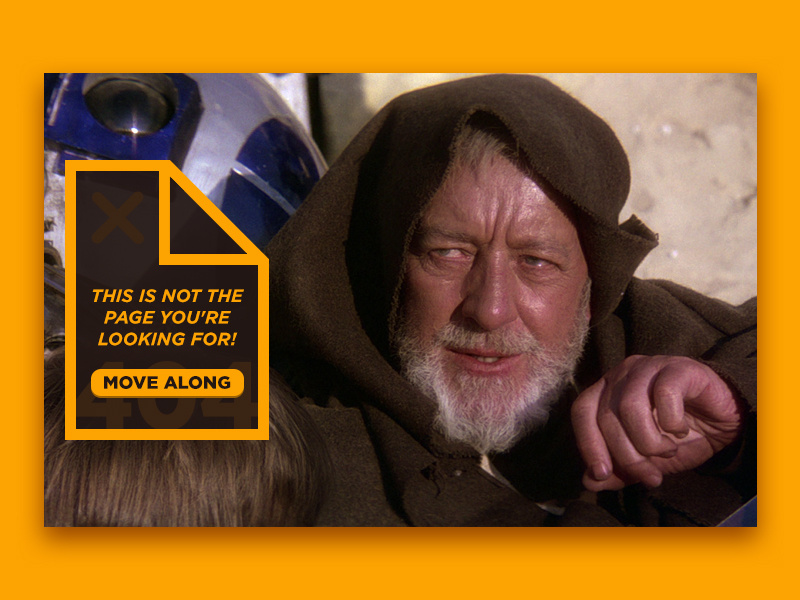 THIS IS NOT THE
PAGE YOU'RE
LOOKING FOR!
MOVE ALONG
404